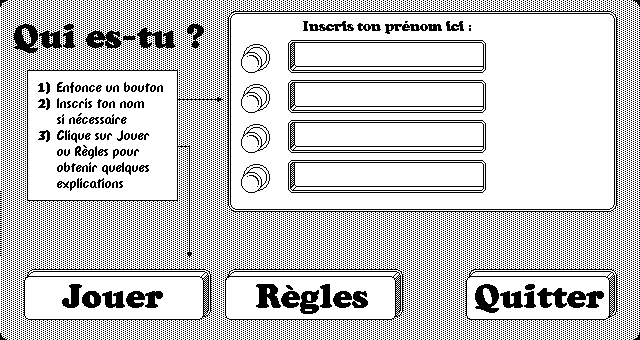 Qui es-tu ?
Inscris ton prénom ici :
1) Enfonce un bouton
2) Inscris ton nom
si nécessaire
3) Clique sur Jouer
ou Règles pour
obtenir quelques
explications
Jouer
Règles
Quitter